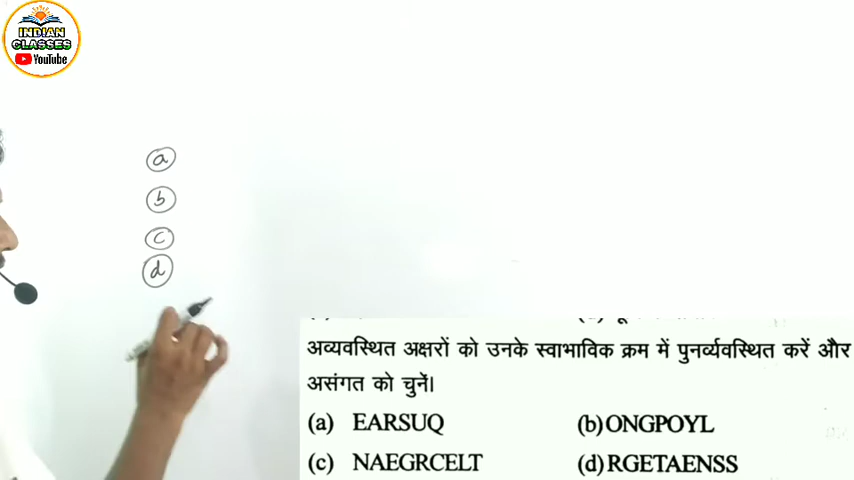 INDIAN
CLASSES
YouTube
a
b
c
d
अव्यवस्थित अक्षरों को उनके स्वाभाविक क्रम में पुनर्व्यवस्थित करें और
असंगत को चुनें।
(a) EARSUQ (b) ONGPOYL
(c) NAEGRCELT (d) RGETAENSS